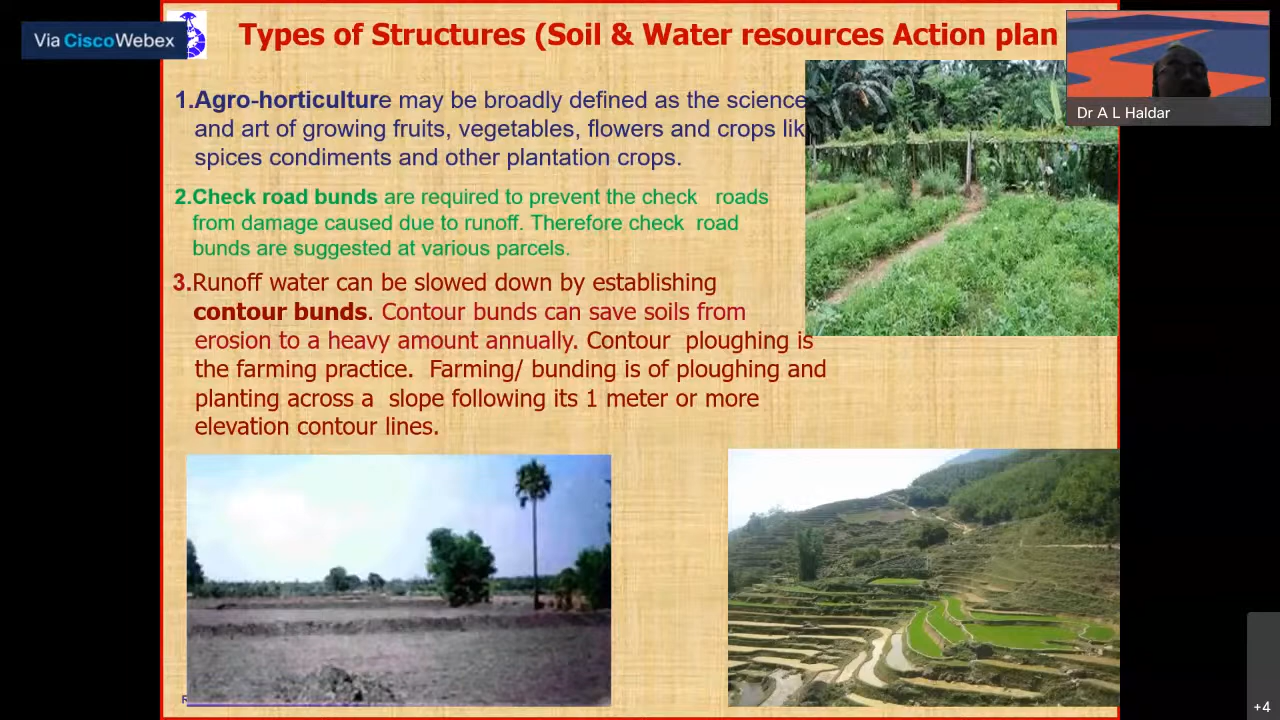 Via Cisco Webex
Types of Structures (Soil & Water resources Action plan
1.Agro-horticulture may be broadly defined as the science
and art of growing fruits, vegetables, flowers and crops lik
spices condiments and other plantation crops.
2.Check road bunds are required to prevent the check roads
from damage caused due to runoff. Therefore check road
bunds are suggested at various parcels.
3.Runoff water can be slowed down by establishing
contour bunds. Contour bunds can save soils from
erosion to a heavy amount annually. Contour ploughing is
the farming practice. Farming/ bunding is of ploughing and
planting across a slope following its 1 meter or more
elevation contour lines.
Dr A L Haldar
+4